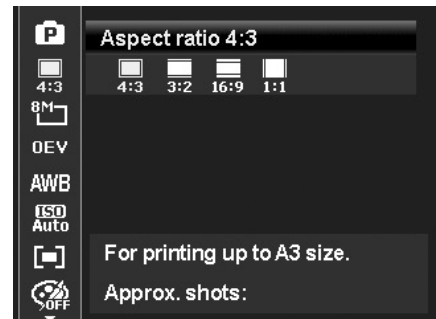 P
Aspect ratio 4:3
4:3
4:3 3:2 16:9 1:1
8M
0EV
AWB
ISO
Auto
For printing up to A3 size.
OFF
Approx. shots: